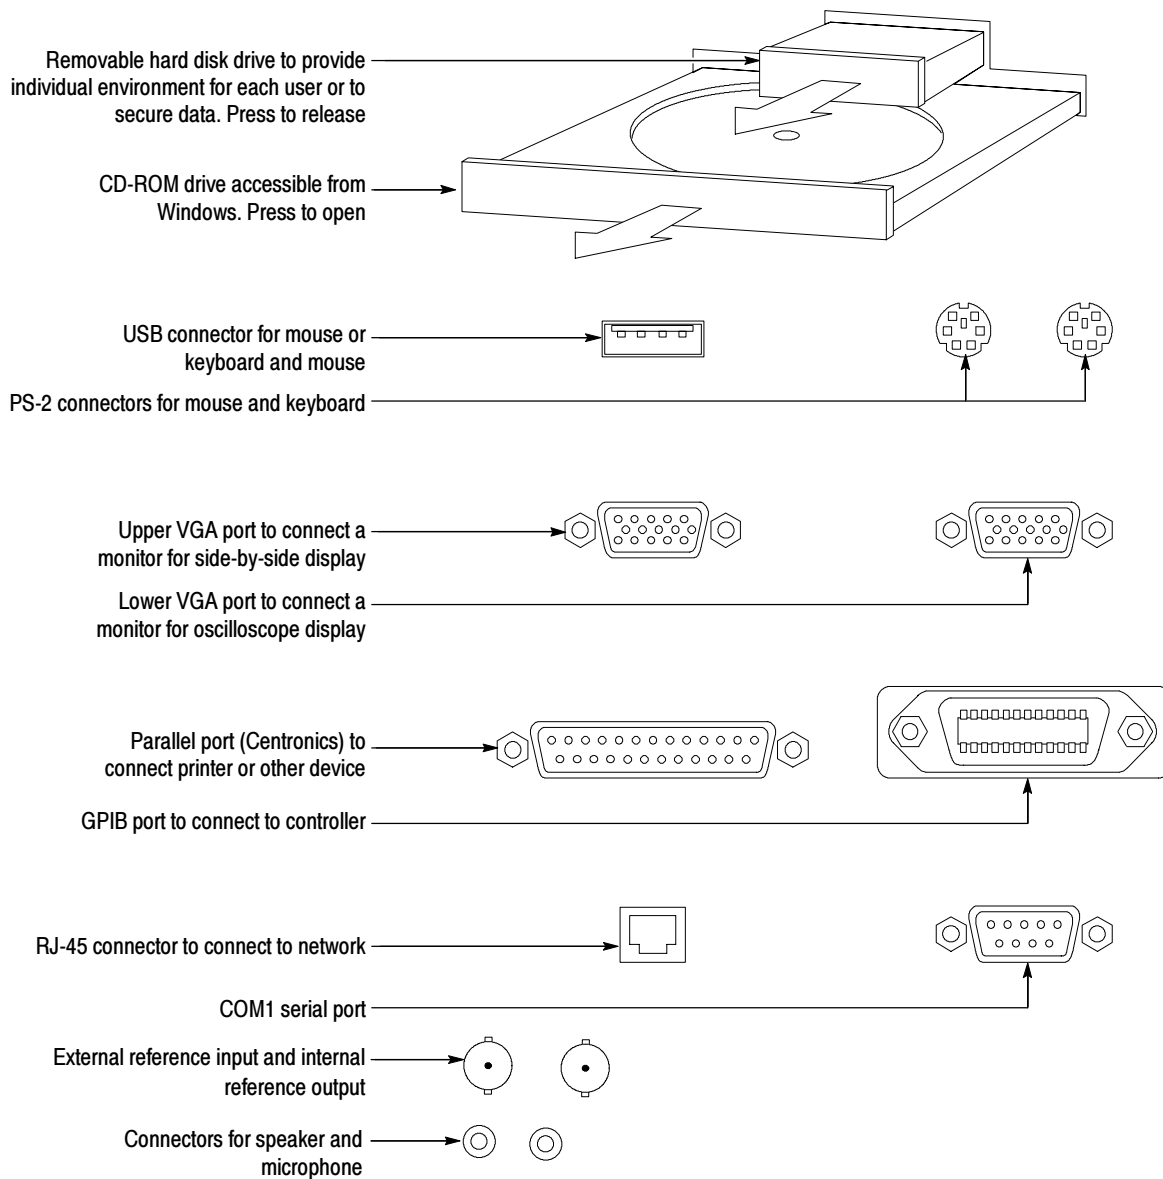 Removable hard disk drive to provide
individual environment for each user or to
secure data. Press to release
CD-ROM drive accessible from
Windows. Press to open
USB connector for mouse or
keyboard and mouse
PS-2 connectors for mouse and keyboard
Upper VGA port to connect a
monitor for side-by-side display
Lower VGA port to connect a
monitor for oscilloscope display
Parallel port (Centronics) to
connect printer or other device
GPIB port to connect to controller
RJ-45 connector to connect to network
COM1 serial port
External reference input and internal
reference output
Connectors for speaker and
microphone